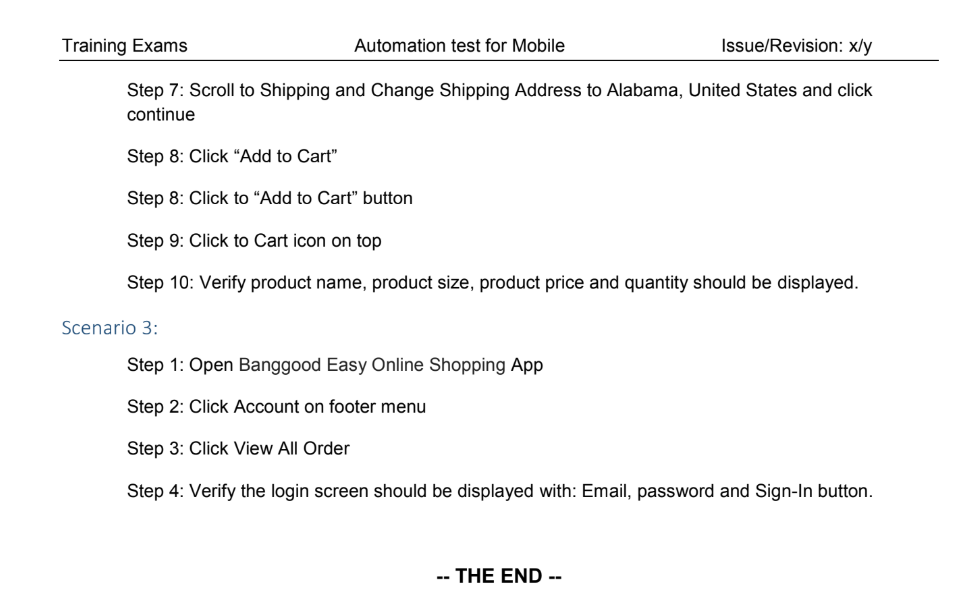 Training Exams Automation test for Mobile Issue/Revision: x/y
Step 7: Scroll to Shipping and Change Shipping Address to Alabama, United States and click
continue
Step 8: Click “Add to Cart”
Step 8: Click to “Add to Cart” button
Step 9: Click to Cart icon on top
Step 10: Verify product name, product size, product price and quantity should be displayed.
Scenario 3:
Step 1: Open Banggood Easy Online Shopping App
Step 2: Click Account on footer menu
Step 3: Click View All Order
Step 4: Verify the login screen should be displayed with: Email, password and Sign-In button.
-- THE END --